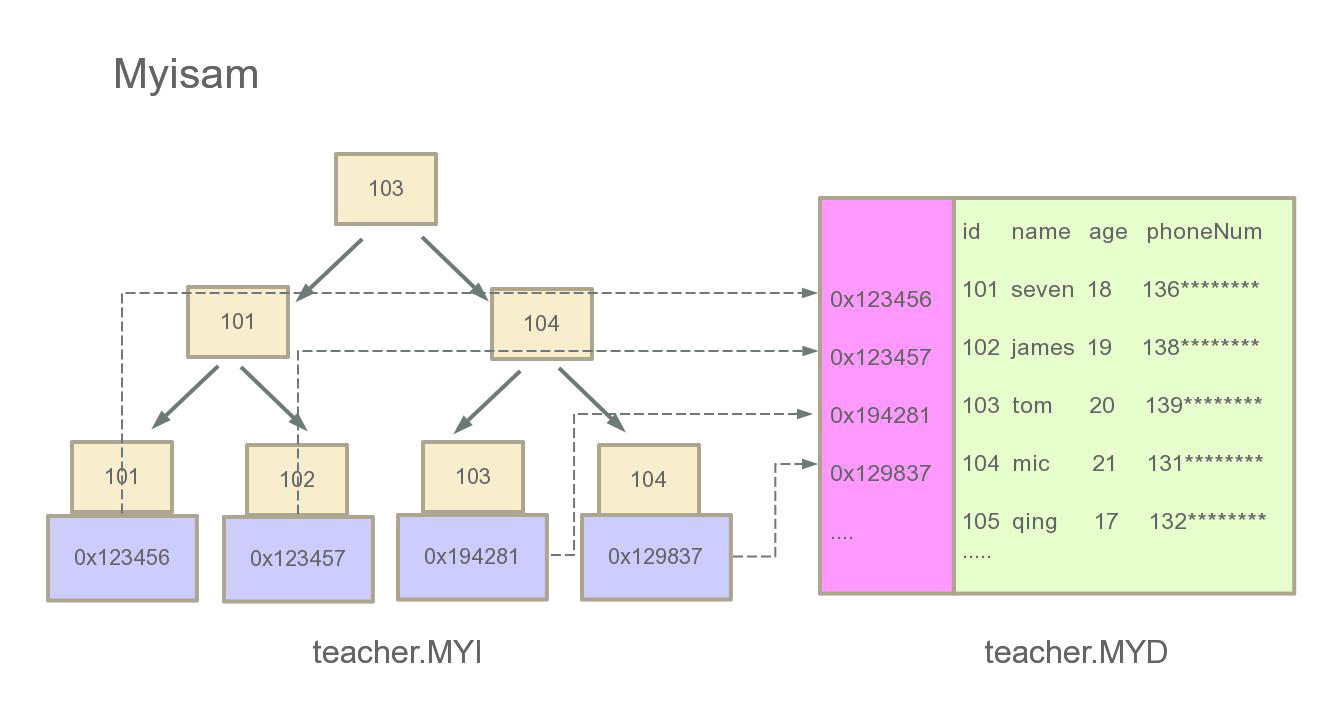 Myisam
103
101
104
101
102
103
104
0x123456
0x123457
0x194281
0x129837
teacher.MYI
id name age phoneNum
0x123456 101 seven 18 136********
0x123457 102 james 19 138********
0x194281 103 tom 20 139********
0x129837 104 mic 21 131********
105 qing 17 132********
....
.....
teacher.MYD